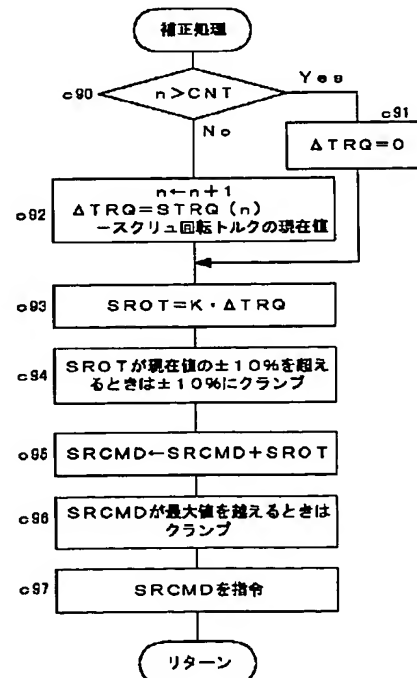 補正処理
c90
n>CNT
Yes
No
c91
ΔTRQ=0
c92
n←n+1
ΔTRQ=STRQ(n)
－スクリュ回転トルクの現在値
c93
SROT=K・ΔTRQ
c94
SROTが現在値の±10%を超え
るときは±10%にクランプ
c95
SRCMD←SRCMD+SROT
c96
SRCMDが最大値を越えるときは
クランプ
c97
SRCMDを指令
リターン